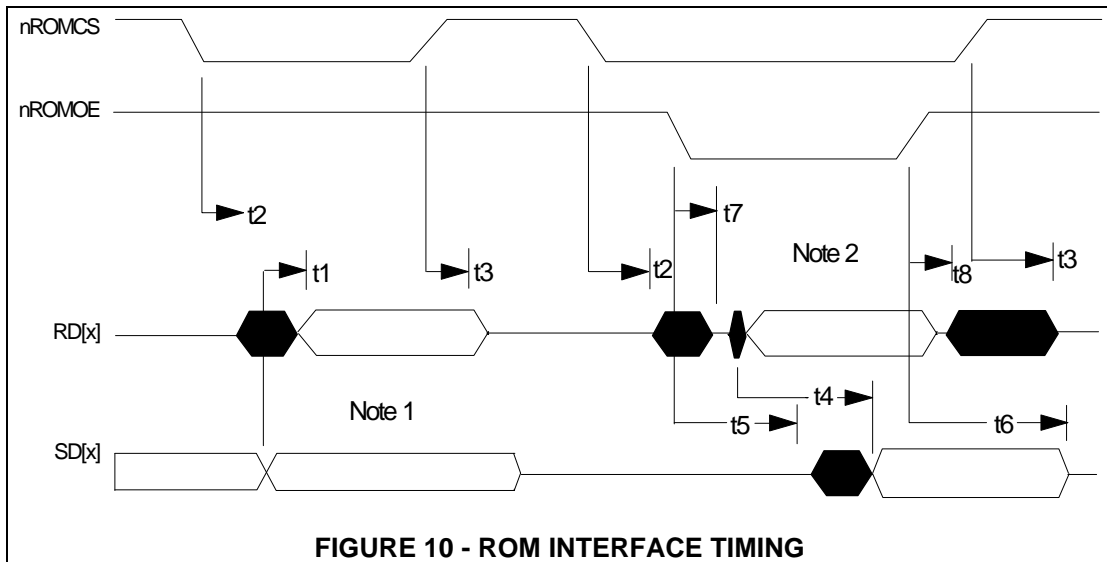 nROMCS
nROMOE
t2
t7
Note 2
t1
t3
t2
t8
t3
RD[x]
t4
Note 1
t5
t6
SD[x]
FIGURE 10 - ROM INTERFACE TIMING